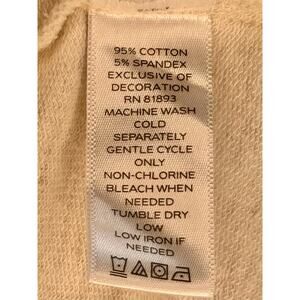 95% COTTON
5% SPANDEX
EXCLUSIVE OF
DECORATION
RN 81893
MACHINE WASH
COLD
SEPARATELY
GENTLE CYCLE
ONLY
NON-CHLORINE
BLEACH WHEN
NEEDED
TUMBLE DRY
LOW
LOW IRON IF
NEEDED